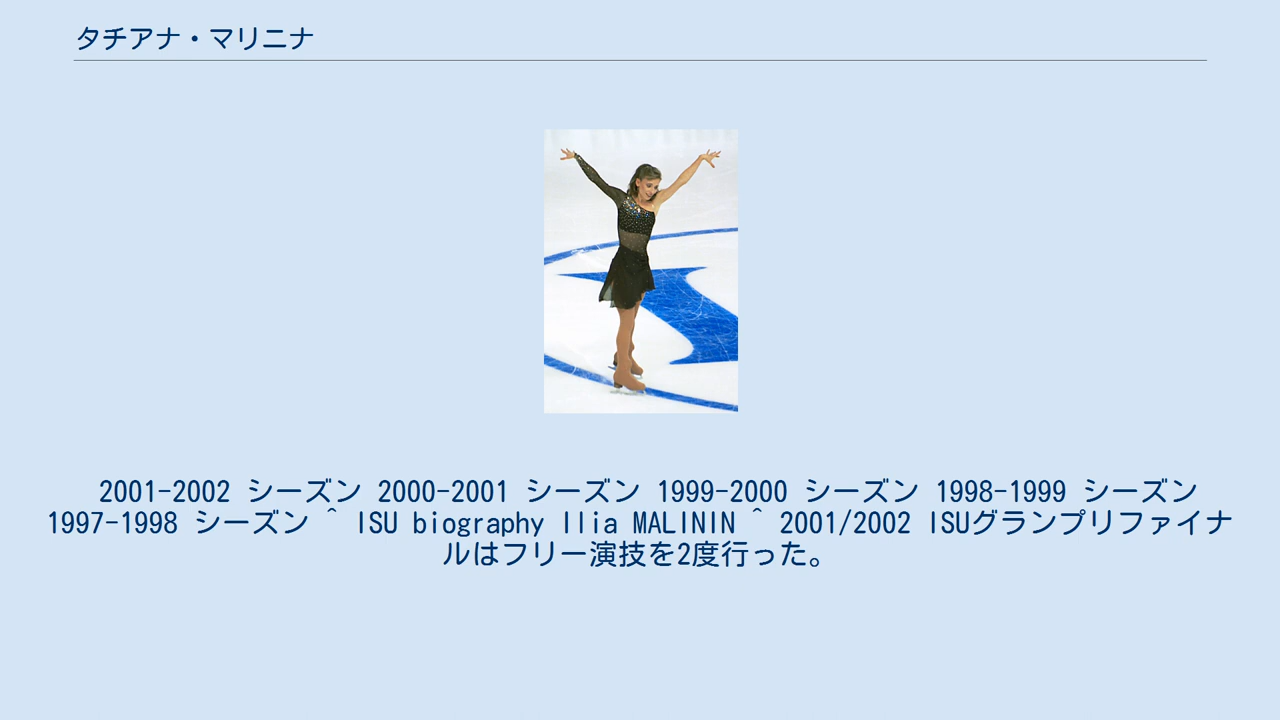 タチアナ・マリニナ
2001-2002 シーズン 2000-2001 シーズン 1999-2000 シーズン 1998-1999 シーズン
1997-1998 シーズン ^ ISU biography Ilia MALININ ^ 2001/2002 ISUグランプリファイナ
ルはフリー演技を2度行った。